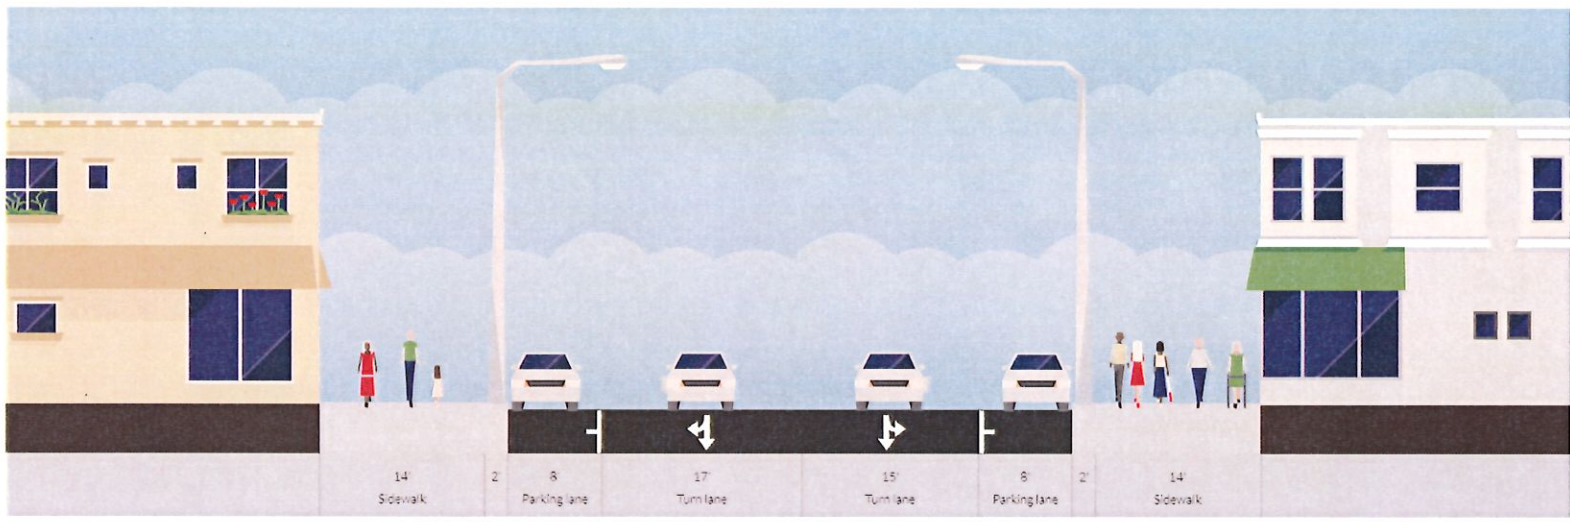 14' 2' 8' 17' 15' 8' 2' 14'
Sidewalk Parking lane Turn lane Turn lane Parking lane Sidewalk